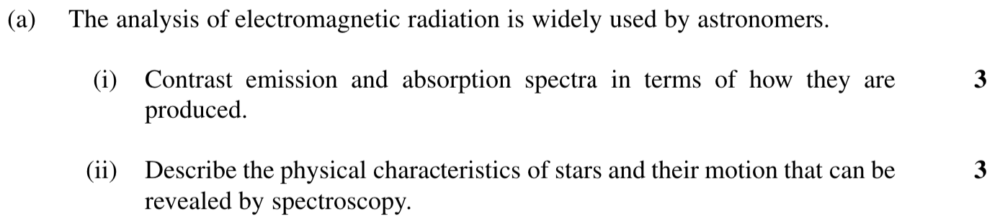 (a) The analysis of electromagnetic radiation is widely used by astronomers.
(i) Contrast emission and absorption spectra in terms of how they are 3
produced.
(ii) Describe the physical characteristics of stars and their motion that can be 3
revealed by spectroscopy.